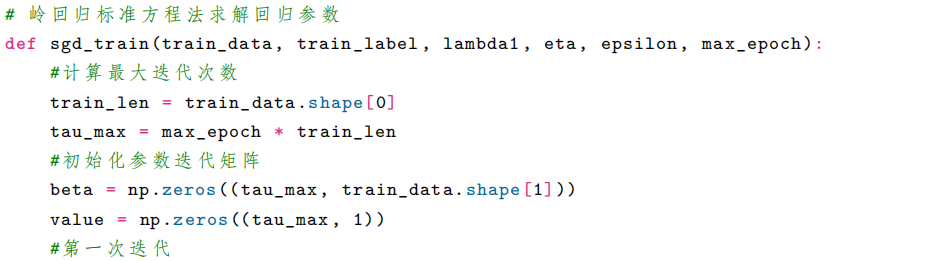 # 岭回归标准方程法求解回归参数
def sgd_train(train_data, train_label, lambda1, eta, epsilon, max_epoch):
    #计算最大迭代次数
    train_len = train_data.shape[0]
    tau_max = max_epoch * train_len
    #初始化参数迭代矩阵
    beta = np.zeros((tau_max, train_data.shape[1]))
    value = np.zeros((tau_max, 1))
    #第一次迭代